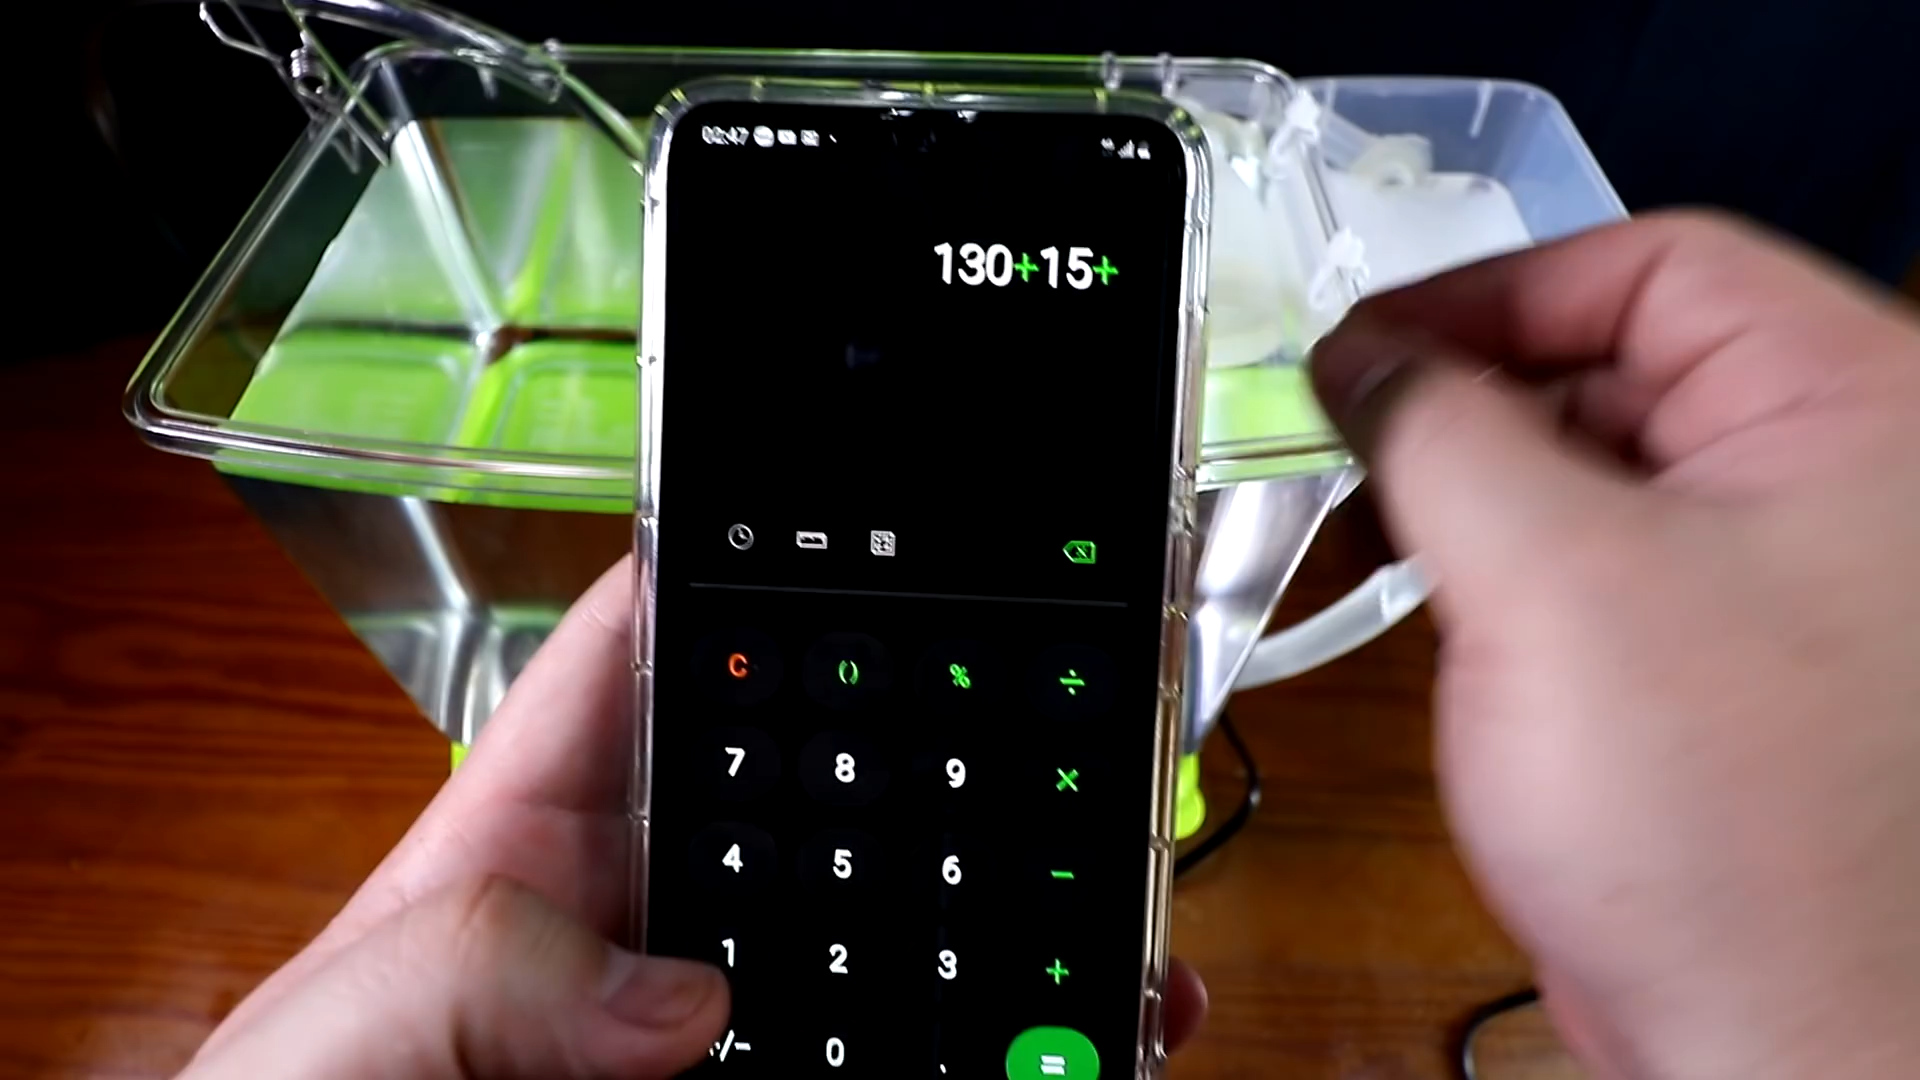 02:47
130+15+
C () % ÷
7 8 9 ×
4 5 6 −
1 2 3 +
+/− 0 . =